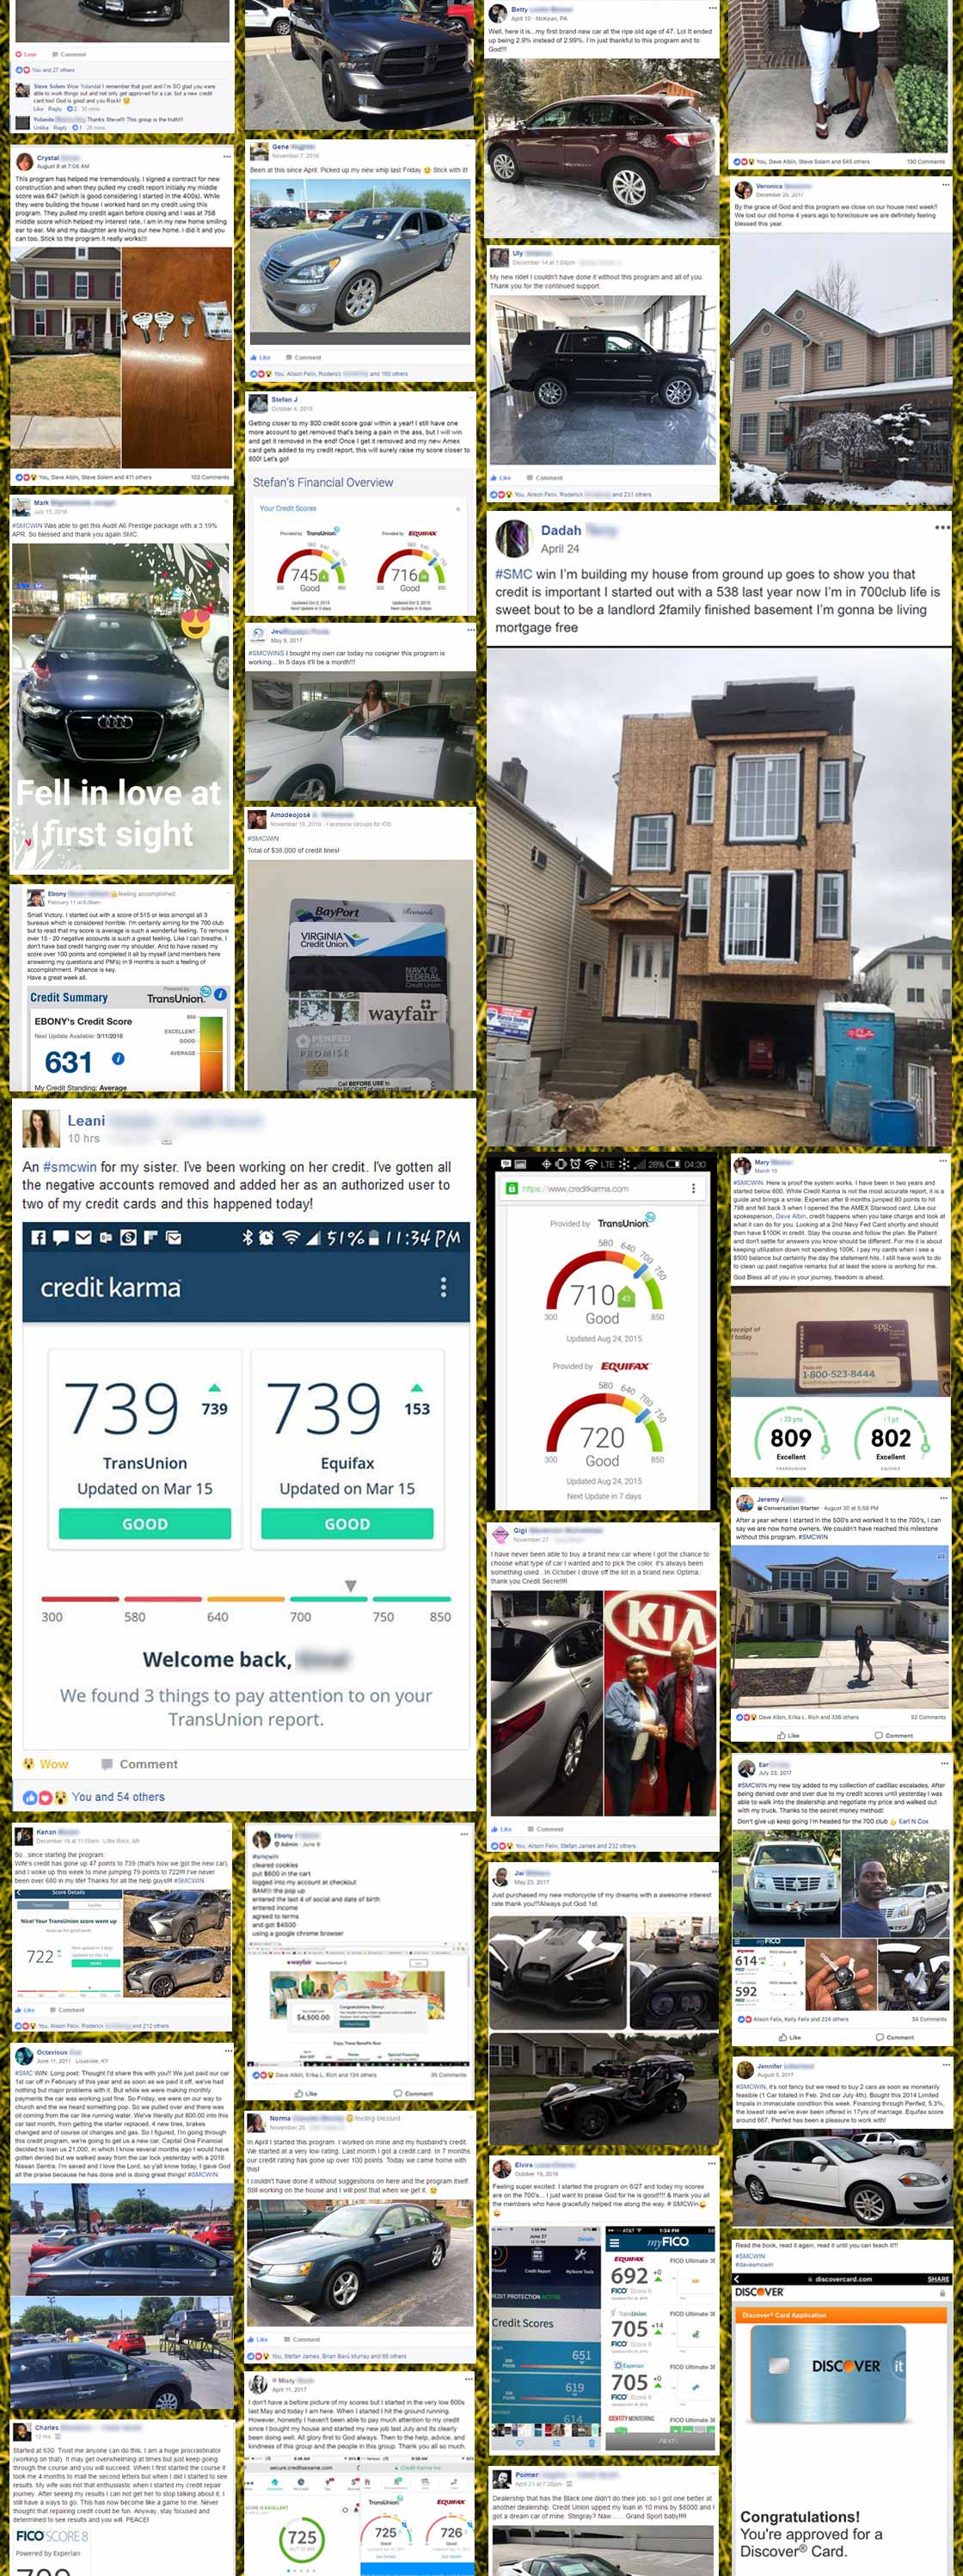 Love Comment
You and 27 others
Steve Solem Wow Yolanda! I remember that post and I'm SO glad you were
able to work things out and not only get approved for a car, but a new credit
card too! God is good and you Rock!
Like · Reply · 2 ·
Yolanda Thanks Steve!!! This group is the truth!!!
Unlike · Reply · 1 ·
Crystal
August 8 at 7:04 AM
This program has helped me tremendously. I signed a contract for new
construction and when they pulled my credit report initially my middle
score was 647 (which is good considering I started in the 400s). While
they were building the house I worked hard on my credit using this
program. They pulled my credit again before closing and I was at 758
middle score which helped my interest rate. I am in my new home smiling
ear to ear. Me and my daughter are loving our new home. I did it and you
can too. Stick to the program it really works!!!
You, Dave Albin, Steve Solem and 411 others 102 Comments
Mark
#SMCWIN Was able to get this Audit A6 Prestige package with a 3.19%
APR. So blessed and thank you again SMC.
Fell in love at
first sight
Ebony feeling accomplished.
Small Victory. I started out with a score of 515 or less amongst all 3
bureaus which is considered horrible. I'm certainly aiming for the 700 club
but to read that my score is average is such a wonderful feeling. To remove
over 15 - 20 negative accounts is such a great feeling. Like I can breathe. I
don't have bad credit hanging over my shoulder. And to have raised my
score over 100 points and completed it all by myself (and members here
answering my questions and PM's) in 9 months is such a feeling of
accomplishment. Patience is key.
Have a great week all.
Credit Summary
Powered by
TransUnion.
EBONY's Credit Score
Next Update Available: 3/11/2016
631
My Credit Standing: Average
EXCELLENT
GOOD
AVERAGE
Gene
November 7, 2016
Been at this since April. Picked up my new whip last Friday Stick with it!
Like Comment
You, Alison Felix, Roderick and 160 others
Stefan J
Getting closer to my 800 credit score goal within a year! I still have one
more account to get removed that's being a pain in the ass, but I will win
and get it removed in the end! Once I get it removed and my new Amex
card gets added to my credit report, this will surely raise my score closer to
800! Let's go!
Stefan's Financial Overview
Your Credit Scores
Provided by TransUnion
Provided by EQUIFAX
745
Good
716
Good
May 9, 2017
#SMCWINS I bought my own car today no cosigner this program is
working... In 5 days it'll be a month!!!
Amadeojosé
#SMCWIN
Total of $38,000 of credit lines!
BayPort
Rewards
VIRGINIA
Credit Union
NAVY
FEDERAL
Credit Union
wayfair
PENFED
PROMISE
Call BEFORE USE to
Betty
April 10 · McKean, PA
Well, here it is...my first brand new car at the ripe old age of 47. Lol! It ended
up being 2.9% instead of 2.99%. I'm just thankful to this program and to
God!!!
Uly
December 14 at 1:04pm
My new ride! I couldn't have done it without this program and all of you.
Thank you for the continued support.
Like Comment
You, Alison Felix, Roderick and 231 others
You, Dave Albin, Steve Solem and 545 others 130 Comments
Veronica
By the grace of God and this program we close on our house next week!!
We lost our old home 4 years ago to foreclosure we are definitely feeling
blessed this year.
Dadah
April 24
#SMC win I'm building my house from ground up goes to show you that
credit is important I started out with a 538 last year now I'm in 700club life is
sweet bout to be a landlord 2family finished basement I'm gonna be living
mortgage free
Leani
10 hrs
An #smcwin for my sister. I've been working on her credit. I've gotten all
the negative accounts removed and added her as an authorized user to
two of my credit cards and this happened today!
51% 11:34 PM
credit karma
739 739
TransUnion
Updated on Mar 15
GOOD
739 153
Equifax
Updated on Mar 15
GOOD
300 580 640 700 750 850
Welcome back,
We found 3 things to pay attention to on your
TransUnion report.
Wow Comment
You and 54 others
LTE 28% 04:30
https://www.creditkarma.com
Provided by TransUnion
580 640 700 750
710 43
300 Good 850
Updated Aug 24, 2015
Provided by EQUIFAX
580 640 700 750
720
300 Good 850
Updated Aug 24, 2015
Next Update in 7 days
Mary
March 19
#SMCWIN. Here is proof the system works. I have been in two years and
started below 600. While Credit Karma is not the most accurate report, it is a
guide and brings a smile. Experian after 9 months jumped 80 points to hit
798 and fell back 3 when I opened the the AMEX Starwood card. Like our
spokesperson, Dave Albin, credit happens when you take charge and look at
what it can do for you. Looking at a 2nd Navy Fed Card shortly and should
then have $100K in credit. Stay the course and follow the plan. Be Patient
and don't settle for answers you know should be different. For me it is about
keeping utilization down not spending 100K. I pay my cards when I see a
$500 balance but certainly the day the statement hits. I still have work to do
to clean up past negative remarks but at least the score is working for me.
God Bless all of you in your journey, freedom is ahead.
receipt of
today
spg
1-800-523-8444
33 pts
809
Excellent
TRANSUNION
1 pt
802
Excellent
EQUIFAX
Gigi
November 27
I have never been able to buy a brand new car where I got the chance to
choose what type of car I wanted and to pick the color, it's always been
something used...In October I drove off the lot in a brand new Optima..
thank you Credit Secret!!!!
KIA
Like Comment
You, Alison Felix, Stefan James and 232 others
Jeremy
Conversation Starter · August 30 at 5:59 PM
After a year where I started in the 500's and worked it to the 700's, I can
say we are now home owners. We couldn't have reached this milestone
without this program. #SMCWIN
Dave Albin, Erika L. Rich and 336 others 52 Comments
Like Comment
Earl
July 23, 2017
#SMCWIN my new toy added to my collection of cadillac escalades. After
being denied over and over due to my credit scores until yesterday I was
able to walk into the dealership and negotiate my price and walked out
with my truck. Thanks to the secret money method!
Don't give up keep going I'm headed for the 700 club Earl N Cox
614
FICO
592
FICO
Alison Felix, Kelly Felix and 224 others 34 Comments
Like Comment
Kenan
So.. since starting the program:
Wife's credit has gone up 47 points to 739 (that's how we got the new car),
and I woke up this week to mine jumping 79 points to 722!!! I've never
been over 680 in my life! Thanks for all the help guys!!! #SMCWIN
Score Details
Nice! Your TransUnion score went up
722
Like Comment
You, Alison Felix, Roderick and 212 others
Ebony
Admin · June 8
#smcwin
cleared cookies
put $600 in the cart
logged into my account at checkout
BAM!!! the pop up
entered the last 4 of social and date of birth
entered income
agreed to terms
and got $4500
using a google chrome browser
wayfair
Congratulations, Ebony!
$4,500.00
Dave Albin, Erika L. Rich and 134 others 35 Comments
Like Comment
Jai
May 23, 2017
Just purchased my new motorcycle of my dreams with a awesome interest
rate thank you!!!Always put God 1st
Octavious
June 11, 2017 · Louisville, KY
#SMC WIN: Long post: Thought I'd share this with you!! We just paid our car
1st car off in February of this year and as soon as we paid it off, we've had
nothing but major problems with it. But while we were making monthly
payments the car was working just fine. So Friday, we were on our way to
church and the we heard something pop. So we pulled over and there was
oil coming from the car like running water. We've literally put 800.00 into this
car last month, from getting the starter replaced, 4 new tires, brakes
changed and of course oil changes and gas. So I figured, I'm going through
this credit program, we're going to get us a new car. Capital One Financial
decided to loan us 21,000, in which I know several months ago I would have
gotten denied but we walked away from the car lock yesterday with a 2016
Nissan Sentra. I'm saved and I love the Lord, so y'all know today, I gave God
all the praise because he has done and is doing great things! #SMCWIN
Norma feeling blessed.
November 26
In April I started this program. I worked on mine and my husband's credit.
We started at a very low rating. Last month I got a credit card. In 7 months
our credit rating has gone up over 100 points. Today we came home with
this!
I couldn't have done it without suggestions on here and the program itself.
Still working on the house and I will post that when we get it.
Like Comment
You, Stefan James, Brian Barú Murray and 65 others
Jennifer
August 3, 2017
#SMCWIN, it's not fancy but we need to buy 2 cars as soon as monetarily
feasible (1 Car totaled in Feb. 2nd car July 4th). Bought this 2014 Limited
Impala in immaculate condition this week. Financing through Penfed, 5.3%,
the lowest rate we've ever been offered in 17yrs of marriage. Equifax score
around 667. Penfed has been a pleasure to work with!
Elvira
October 19, 2016
Feeling super excited: I started the program on 6/27 and today my scores
are on the 700's... I just want to praise God for he is good!!!! & thank you all
the members who have gracefully helped me along the way. # SMCWin
June 27
Details
Credit Report
MyScore Tools
CREDIT PROTECTION ACTIVE
Credit Scores
651
619
614
AT&T 1:34 PM
myFICO
EQUIFAX FICO Ultimate 3B
692 +0
FICO Score 8
TransUnion FICO Ultimate 3B
705 +14
FICO Score 8
Experian FICO Ultimate 3B
705 +0
FICO Score 8
IDENTITY MONITORING
Alerts
Read the book, read it again, read it until you can teach it!!!
#SMCWIN
#davesmcwin
discovercard.com SHARE
DISCOVER
Discover® Card Application
DISCOVER it
Congratulations!
You're approved for a
Discover® Card.
Charles
12 hrs
Started at 630. Trust me anyone can do this. I am a huge procrastinator
(working on that). It may get overwhelming at times but just keep going
through the course and you will succeed. When I first started the course it
took me 4 months to mail the second letters but when I did I started to see
results. My wife was not that enthusiastic when I started my credit repair
journey. After seeing my results I can not get her to stop talking about it. I
still have a ways to go. This has now become like a game to me. Never
thought that repairing credit could be fun. Anyway, stay focused and
determined to see results and you will. PEACE!
FICO SCORE 8
Powered by Experian
Misty
April 11, 2017
I don't have a before picture of my scores but I started in the very low 600s
last May and today I am here. When I started I hit the ground running.
However, honestly I haven't been able to pay much attention to my credit
since I bought my house and started my new job last July and its clearly
been doing well. All glory first to God always. Then to the help, advice, and
kindness of this group and the people in this group. Thank you all so much.
secure.creditsesame.com
Credit Karma Inc.
SCORE IS EXCELLENT
725
TransUnion
725
EQUIFAX
726
Poimer
Dealership that has the Black one didn't do their job, so I got one better at
another dealership. Credit Union upped my loan in 10 mins by $8000 and I
got a dream car of mine. Stingray? Naw....... Grand Sport baby!!!!